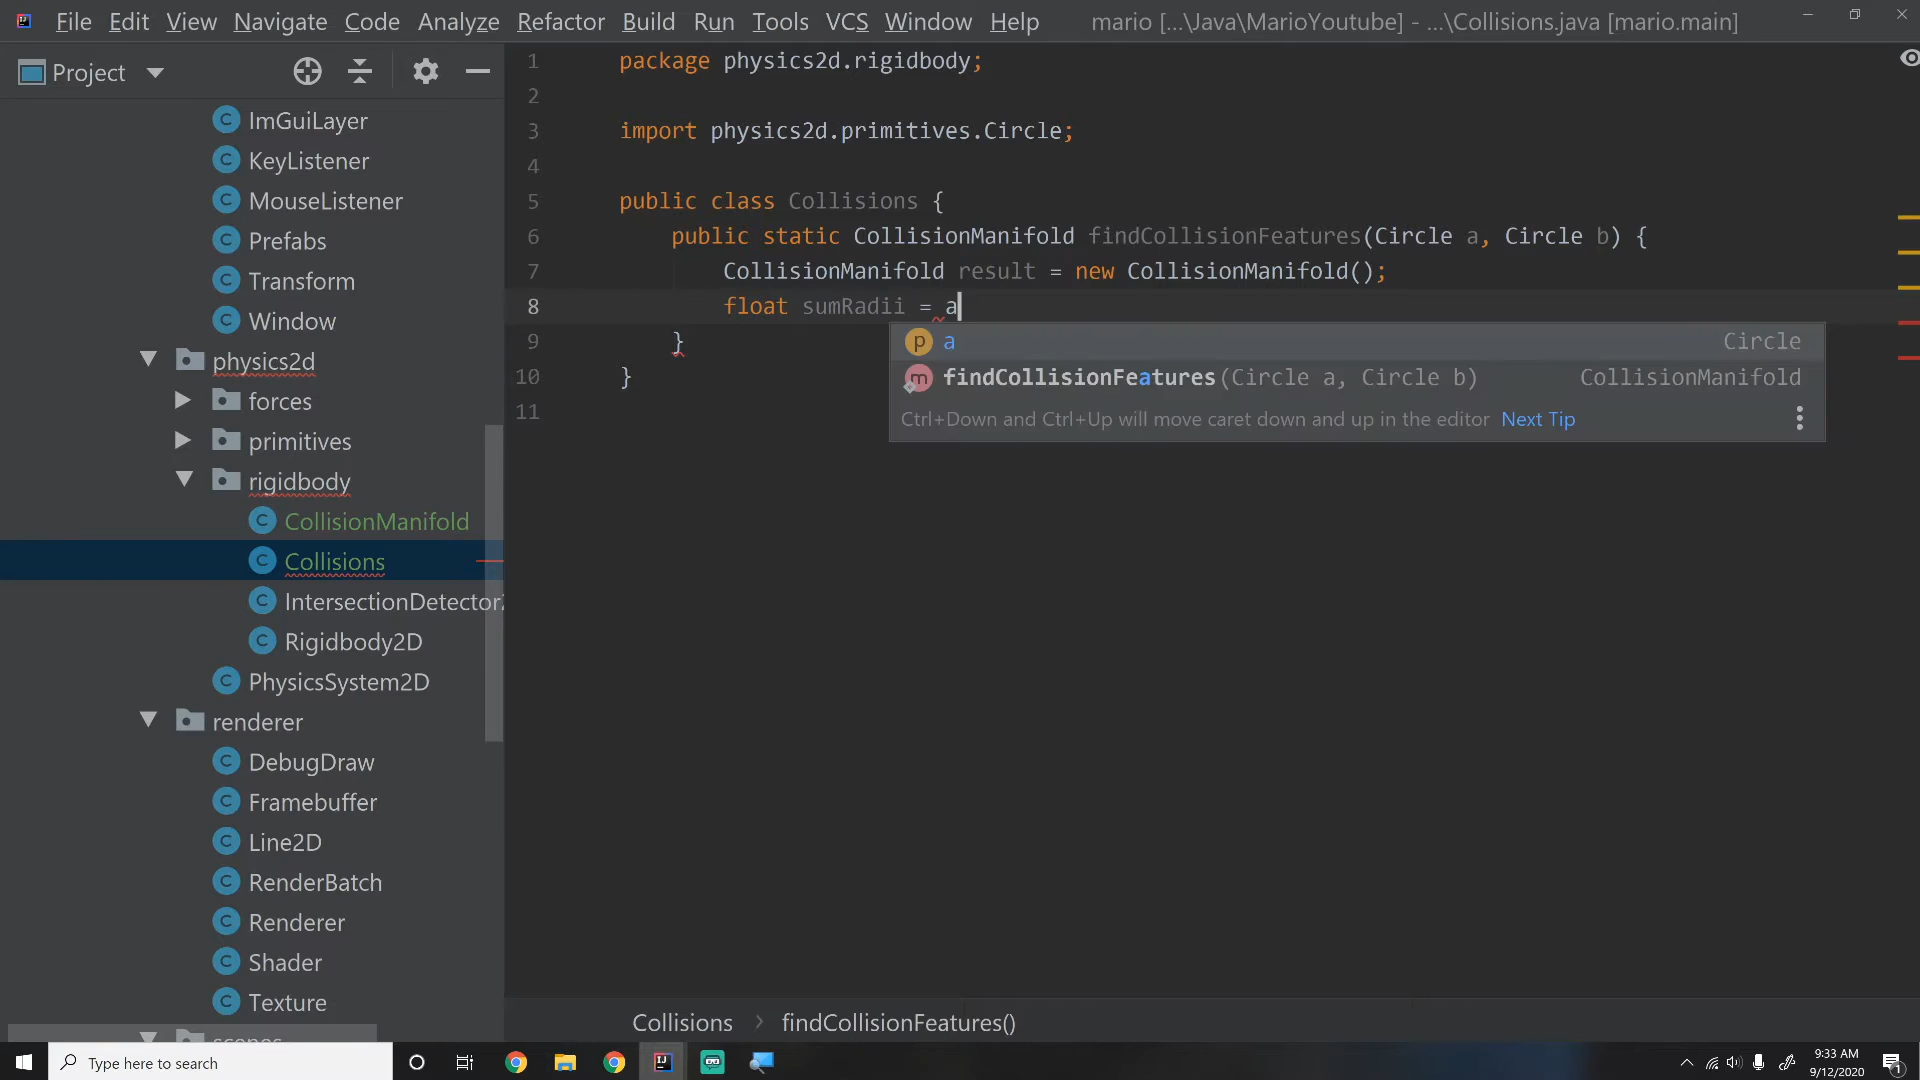 File Edit View Navigate Code Analyze Refactor Build Run Tools VCS Window Help mario [...\Java\MarioYoutube] - ...\Collisions.java [mario.main]
Project
ImGuiLayer
KeyListener
MouseListener
Prefabs
Transform
Window
physics2d
forces
primitives
rigidbody
CollisionManifold
Collisions
IntersectionDetector2
Rigidbody2D
PhysicsSystem2D
renderer
DebugDraw
Framebuffer
Line2D
RenderBatch
Renderer
Shader
Texture
scenes
1 package physics2d.rigidbody;
2
3 import physics2d.primitives.Circle;
4
5 public class Collisions {
6 public static CollisionManifold findCollisionFeatures(Circle a, Circle b) {
7 CollisionManifold result = new CollisionManifold();
8 float sumRadii = a
9 }
10 }
11
p a Circle
m findCollisionFeatures(Circle a, Circle b) CollisionManifold
Ctrl+Down and Ctrl+Up will move caret down and up in the editor Next Tip
Collisions > findCollisionFeatures()
Type here to search
9:33 AM
9/12/2020
1